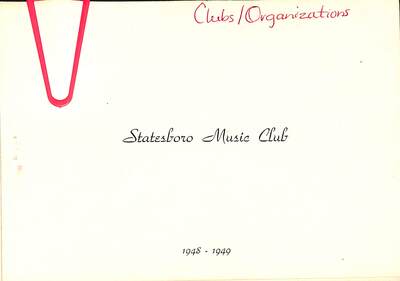 Clubs/Organizations
Statesboro Music Club
1948 - 1949